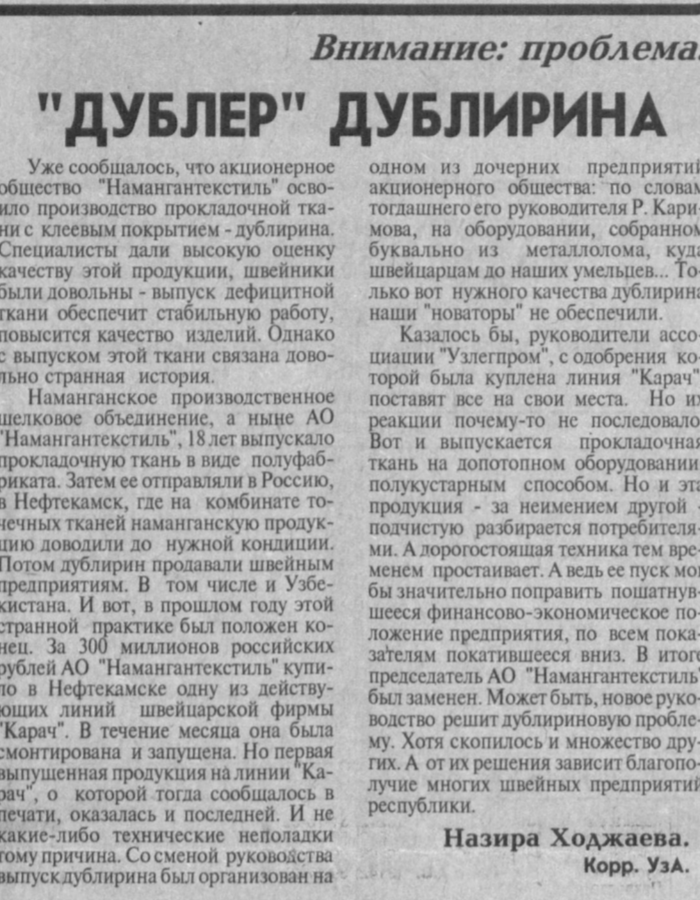 Внимание: проблема.
"ДУБЛЕР" ДУБЛИРИНА
Уже сообщалось, что акционерное
общество "Намангантекстиль" осво-
ило производство прокладочной тка-
ни с клеевым покрытием - дублирина.
Специалисты дали высокую оценку
качеству этой продукции, швейники
были довольны - выпуск дефицитной
ткани обеспечит стабильную работу,
повысится качество изделий. Однако
с выпуском этой ткани связана дово-
льно странная история.
Наманганское производственное
шелковое объединение, а ныне АО
"Намангантекстиль", 18 лет выпускало
прокладочную ткань в виде полуфаб-
риката. Затем ее отправляли в Россию,
в Нефтекамск, где на комбинате то-
чечных тканей наманганскую продук-
цию доводили до нужной кондиции.
Потом дублирин продавали швейным
предприятиям. В том числе и Узбе-
кистана. И вот, в прошлом году этой
странной практике был положен ко-
нец. За 300 миллионов российских
рублей АО "Намангантекстиль" купи-
ло в Нефтекамске одну из действу-
ющих линий швейцарской фирмы
"Карач". В течение месяца она была
смонтирована и запущена. Но первая
выпущенная продукция на линии "Ка-
рач", о которой тогда сообщалось в
печати, оказалась и последней. И не
какие-либо технические неполадки
тому причина. Со сменой руководства
выпуск дублирина был организован на
одном из дочерних предприятий
акционерного общества: по словам
тогдашнего его руководителя Р. Кари-
мова, на оборудовании, собранном
буквально из металлолома, куда
швейцарцам до наших умельцев... То-
лько вот нужного качества дублирина
наши "новаторы" не обеспечили.
Казалось бы, руководители ассо-
циации "Узлегпром", с одобрения ко-
торой была куплена линия "Карач"
поставят все на свои места. Но их
реакции почему-то не последовало.
Вот и выпускается прокладочная
ткань на допотопном оборудовании,
полукустарным способом. Но и эта
продукция - за неимением другой -
подчистую разбирается потребителя-
ми. А дорогостоящая техника тем вре-
менем простаивает. А ведь ее пуск мог
бы значительно поправить пошатнув-
шееся финансово-экономическое по-
ложение предприятия, по всем пока-
зателям покатившееся вниз. В итоге
председатель АО "Намангантекстиль"
был заменен. Может быть, новое руко-
водство решит дублириновую пробле-
му. Хотя скопилось и множество дру-
гих. А от их решения зависит благопо-
лучие многих швейных предприятий
республики.
Назира Ходжаева.
Корр. УзА.